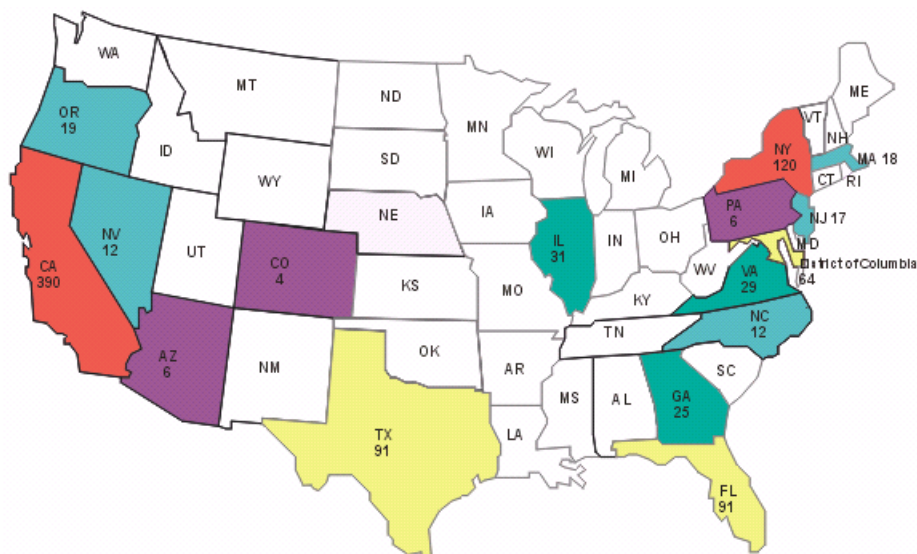 WA
MT
ND
MN
ME
VT
NH
OR
19
ID
SD
WI
MI
NY
120
MA 18
CT
RI
WY
NE
IA
PA
6
NJ 17
NV
12
UT
CO
4
IL
31
IN
OH
MD
District of Columbia
64
WV
VA
29
CA
390
KS
MO
KY
NC
12
TN
AZ
6
NM
OK
AR
SC
MS
AL
GA
25
TX
91
LA
FL
91